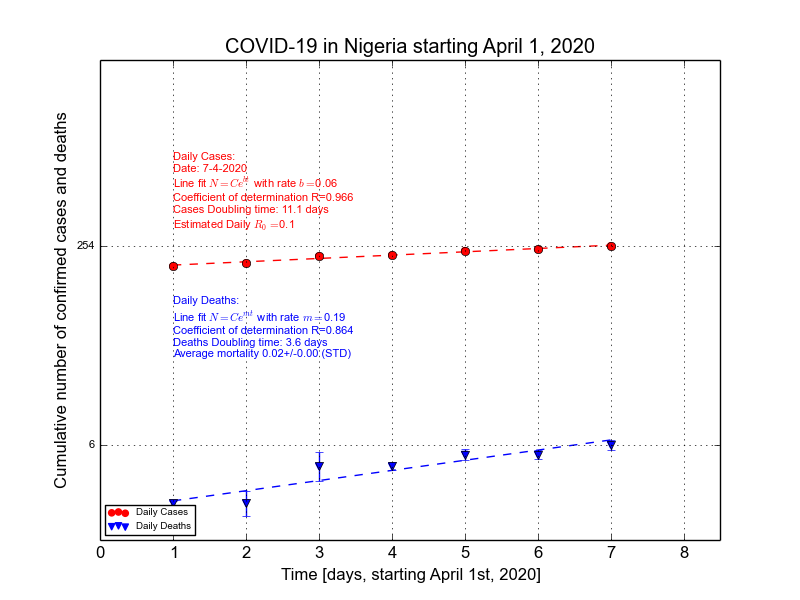 COVID-19 in Nigeria starting April 1, 2020
Cumulative number of confirmed cases and deaths
Daily Cases:
Date: 7-4-2020
Line fit N=Ce^{bt} with rate b=0.06
Coefficient of determination R=0.966
Cases Doubling time: 11.1 days
Estimated Daily R_0=0.1
254
Daily Deaths:
Line fit N=Ce^{mt} with rate m=0.19
Coefficient of determination R=0.864
Deaths Doubling time: 3.6 days
Average mortality 0.02+/-0.00 (STD)
6
Daily Cases
Daily Deaths
0 1 2 3 4 5 6 7 8
Time [days, starting April 1st, 2020]